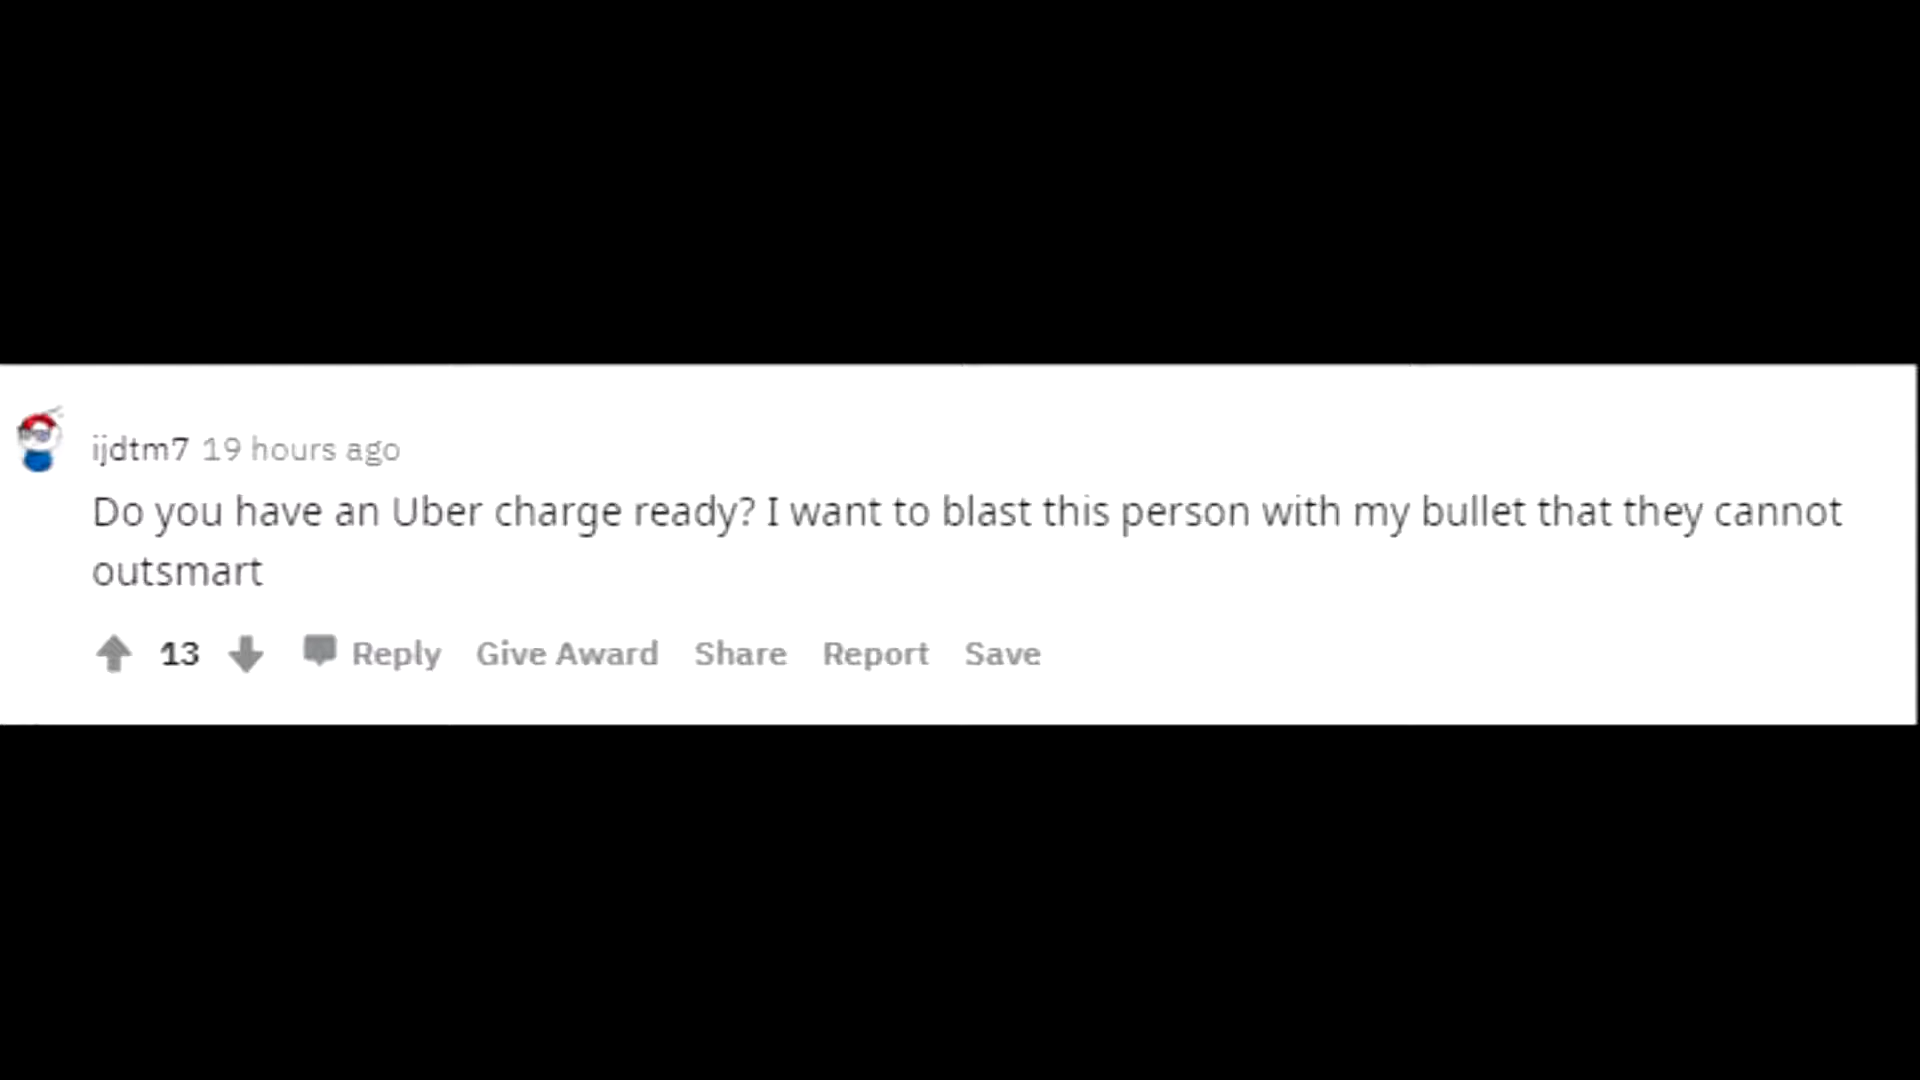 ijdtm7 19 hours ago
Do you have an Uber charge ready? I want to blast this person with my bullet that they cannot
outsmart
13 Reply Give Award Share Report Save